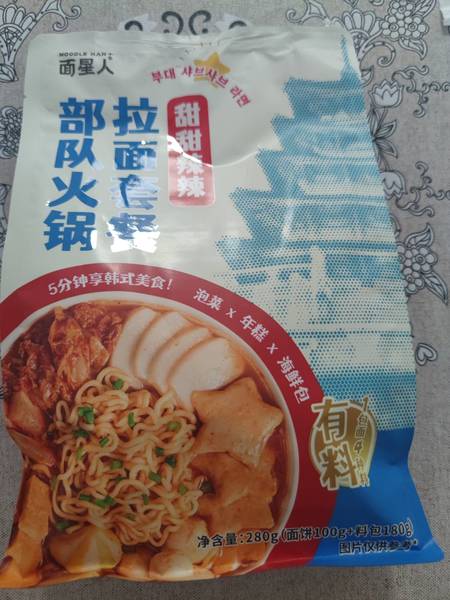 NOODLE MAN+
面星人
부대 샤브샤브 라면
甜甜辣辣
拉面套餐
部队火锅
5分钟享韩式美食！
泡菜 x 年糕 x 海鲜包
有料
净含量：280g（面饼100g+料包180g）
图片仅供参考*